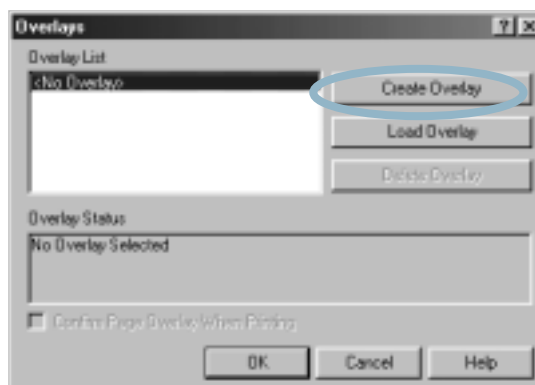 Overlays
Overlay List
<No Overlay>
Create Overlay
Load Overlay
Delete Overlay
Overlay Status
No Overlay Selected
Confirm Page Overlay When Printing
OK Cancel Help